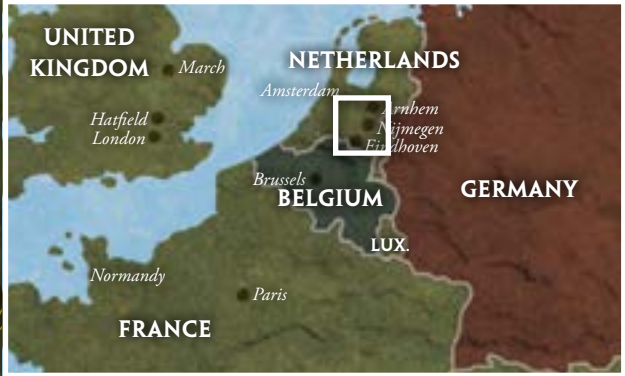 UNITED
KINGDOM
March
Hatfield
London
NETHERLANDS
Amsterdam
Arnhem
Nijmegen
Eindhoven
Brussels
BELGIUM
GERMANY
LUX.
Normandy
Paris
FRANCE